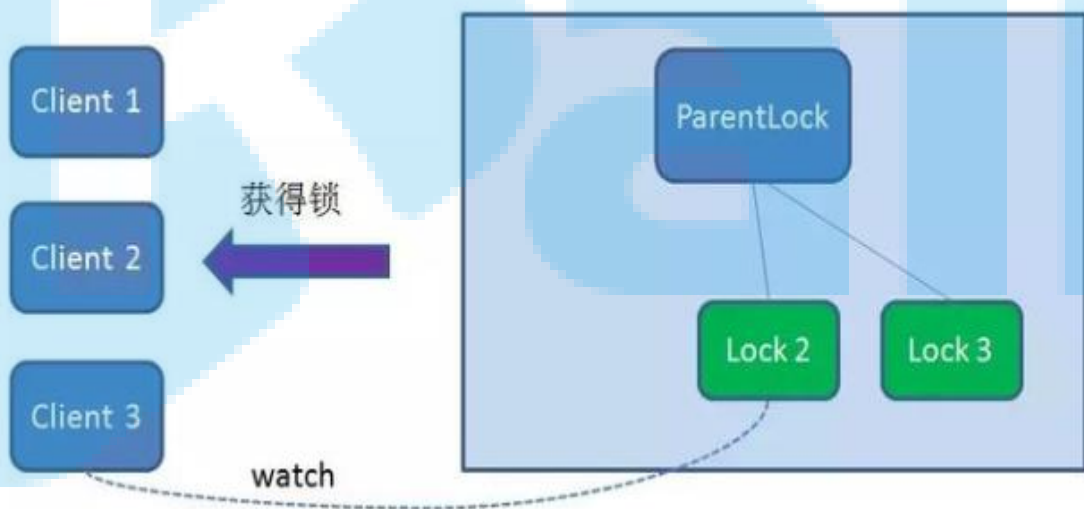 Client 1
ParentLock
获得锁
Client 2
Lock 2
Lock 3
Client 3
watch